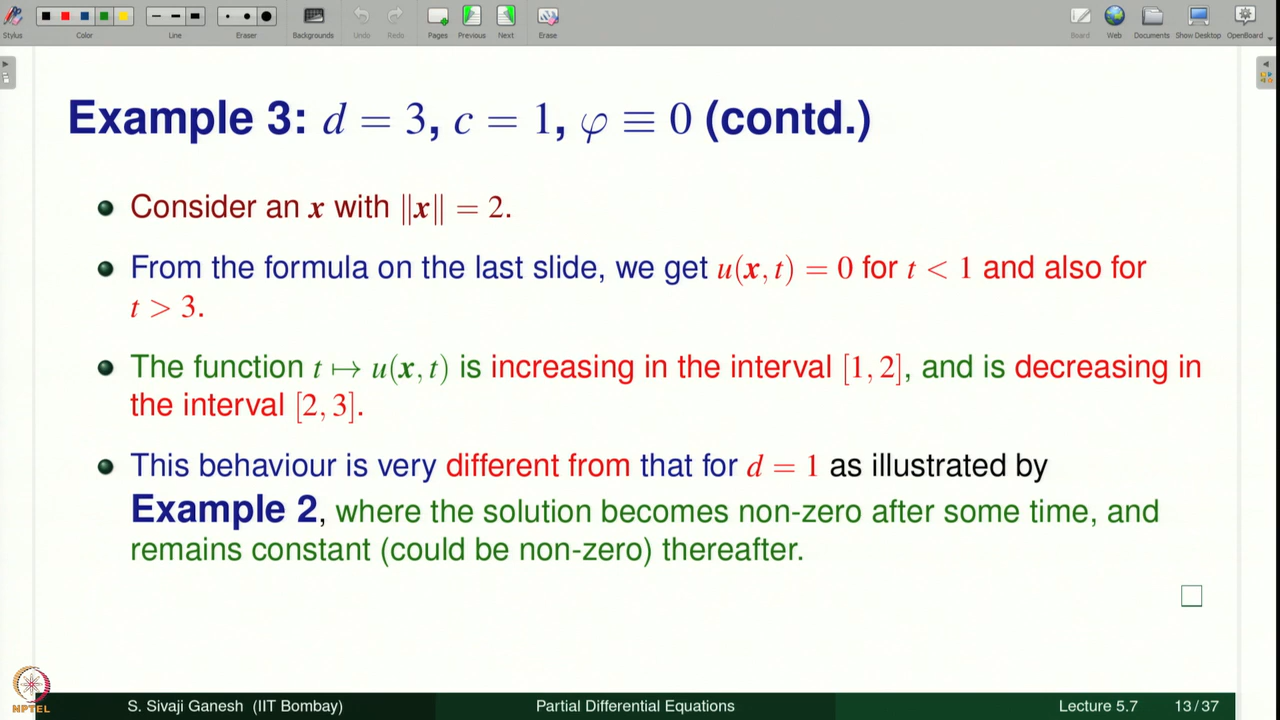 Stylus Color Line Eraser Backgrounds Undo Redo Pages Previous Next Erase Board Web Documents Show Desktop OpenBoard
Example 3: d = 3, c = 1, φ ≡ 0 (contd.)
Consider an x with ‖x‖ = 2.
From the formula on the last slide, we get u(x, t) = 0 for t < 1 and also for
t > 3.
The function t ↦ u(x, t) is increasing in the interval [1, 2], and is decreasing in
the interval [2, 3].
This behaviour is very different from that for d = 1 as illustrated by
Example 2, where the solution becomes non-zero after some time, and
remains constant (could be non-zero) thereafter.
NPTEL
S. Sivaji Ganesh (IIT Bombay) Partial Differential Equations Lecture 5.7 13/37